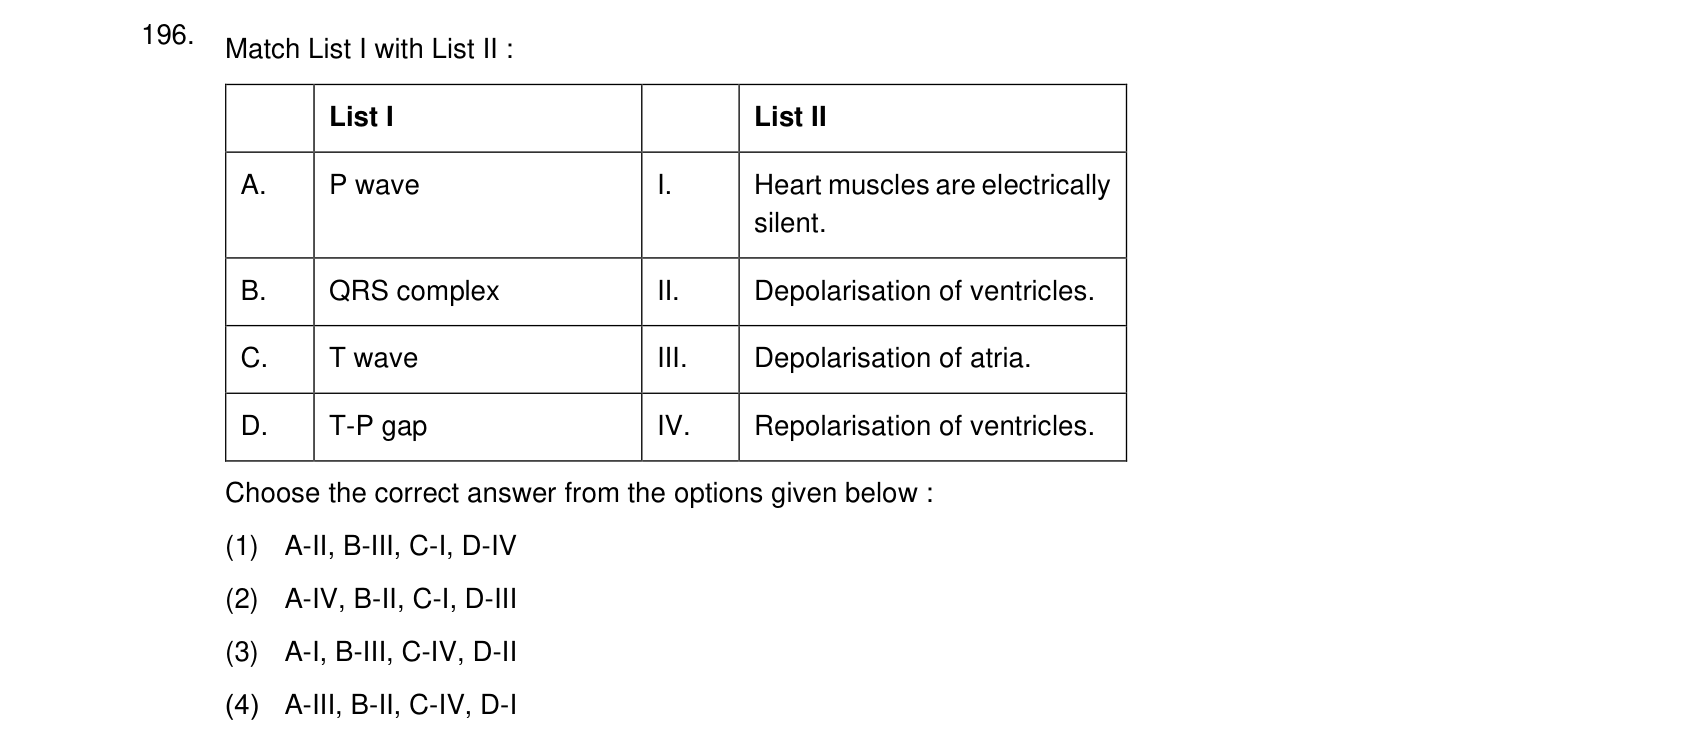 196.
Match List I with List II :
List I
List II
A. P wave I. Heart muscles are electrically
silent.
B. QRS complex II. Depolarisation of ventricles.
C. T wave III. Depolarisation of atria.
D. T-P gap IV. Repolarisation of ventricles.
Choose the correct answer from the options given below :
(1) A-II, B-III, C-I, D-IV
(2) A-IV, B-II, C-I, D-III
(3) A-I, B-III, C-IV, D-II
(4) A-III, B-II, C-IV, D-I